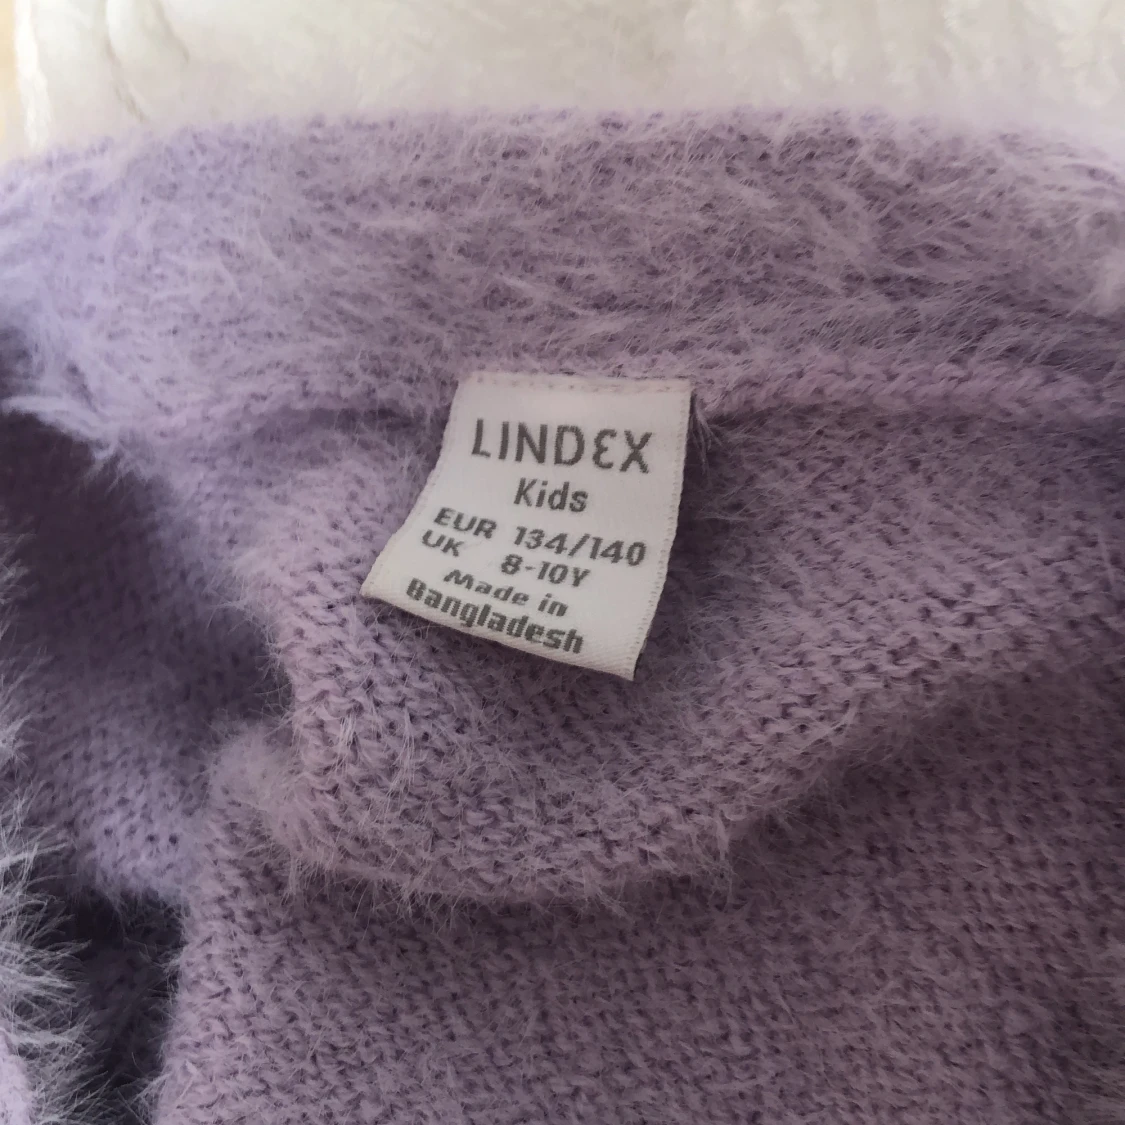 LINDEX
Kids
EUR 134/140
UK 8-10Y
Made in
Bangladesh